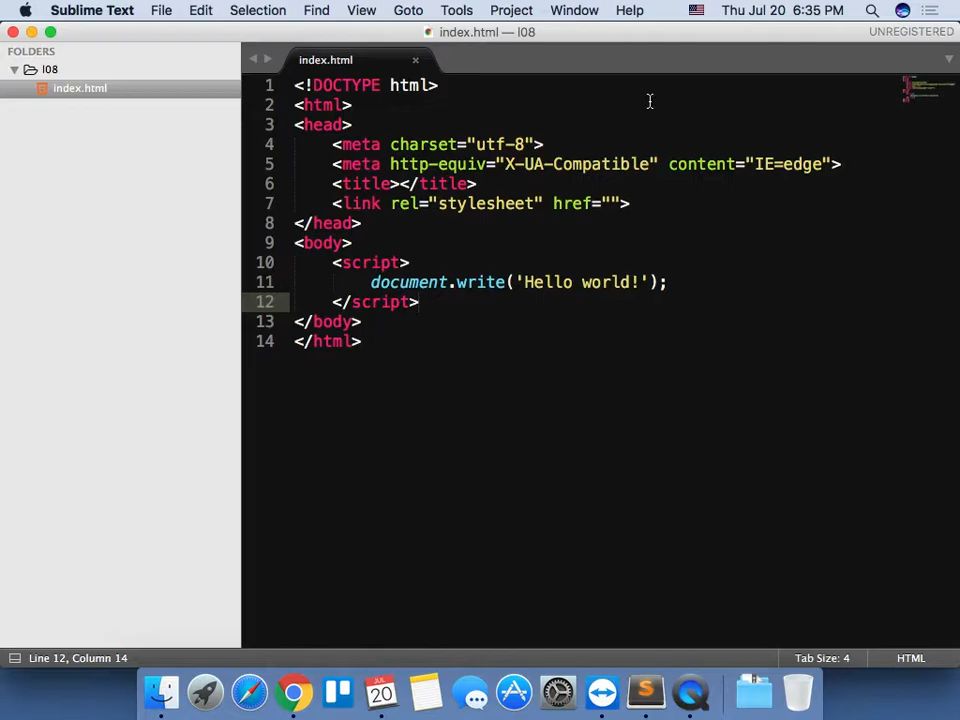 Sublime Text File Edit Selection Find View Goto Tools Project Window Help Thu Jul 20 6:35 PM
index.html — l08 UNREGISTERED
FOLDERS
l08
index.html
index.html
1 <!DOCTYPE html>
2 <html>
3 <head>
4 <meta charset="utf-8">
5 <meta http-equiv="X-UA-Compatible" content="IE=edge">
6 <title></title>
7 <link rel="stylesheet" href="">
8 </head>
9 <body>
10 <script>
11 document.write('Hello world!');
12 </script>
13 </body>
14 </html>
Line 12, Column 14 Tab Size: 4 HTML
JUL
20